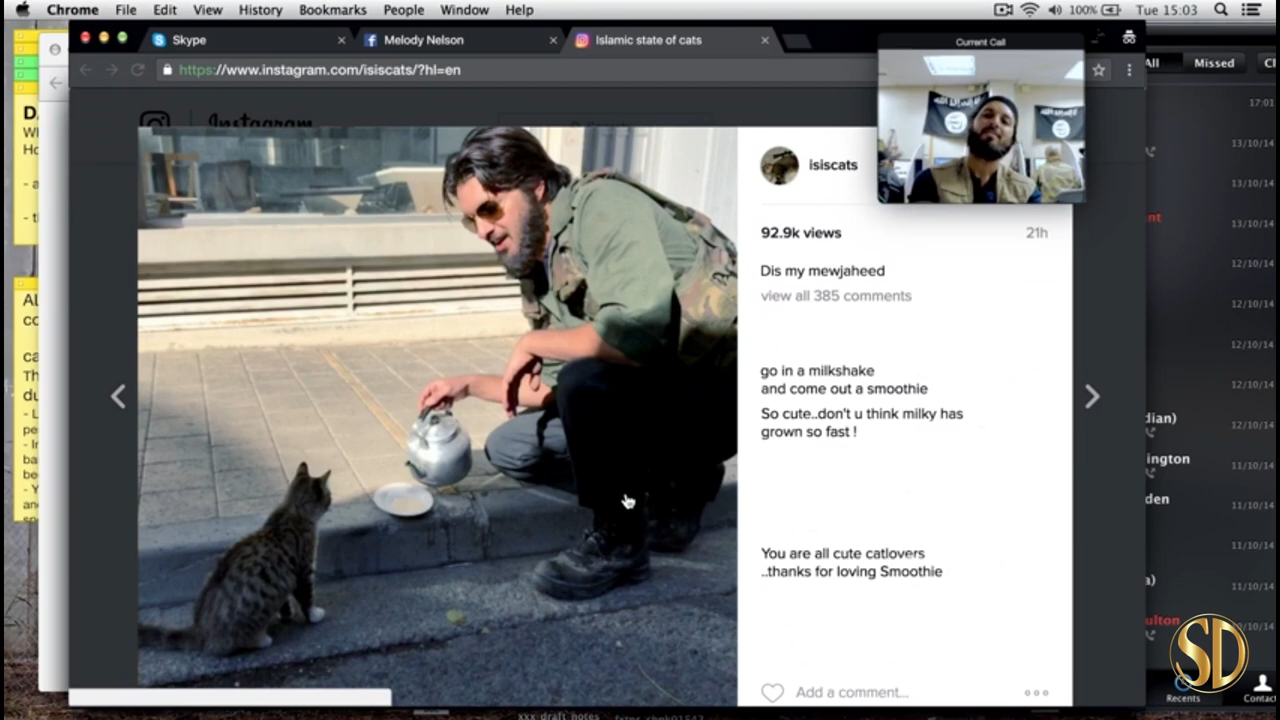 Chrome File Edit View History Bookmarks People Window Help 100% Tue 15:03
Skype Melody Nelson Islamic state of cats
https://www.instagram.com/isiscats/?hl=en
Current Call
All Missed
17:01
13/10/14
13/10/14
13/10/14
12/10/14
12/10/14
12/10/14
12/10/14
12/10/14
11/10/14
11/10/14
11/10/14
11/10/14
Instagram
isiscats
92.9k views 21h
Dis my mewjaheed
view all 385 comments
go in a milkshake
and come out a smoothie
So cute..don't u think milky has
grown so fast !
You are all cute catlovers
..thanks for loving Smoothie
Add a comment...
SD
Recents
xxx draft notes